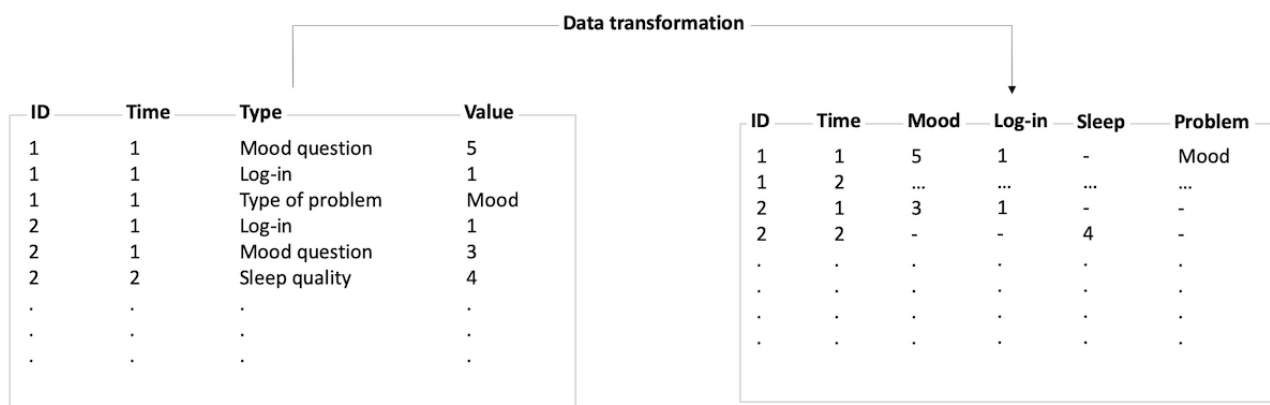 Data transformation
ID Time Type Value
1 1 Mood question 5
1 1 Log-in 1
1 1 Type of problem Mood
2 1 Log-in 1
2 1 Mood question 3
2 2 Sleep quality 4
. . . .
. . . .
. . . .
ID Time Mood Log-in Sleep Problem
1 1 5 1 - Mood
1 2 ... ... ... ...
2 1 3 1 - -
2 2 - - 4 -
. . . . . .
. . . . . .
. . . . . .
. . . . . .